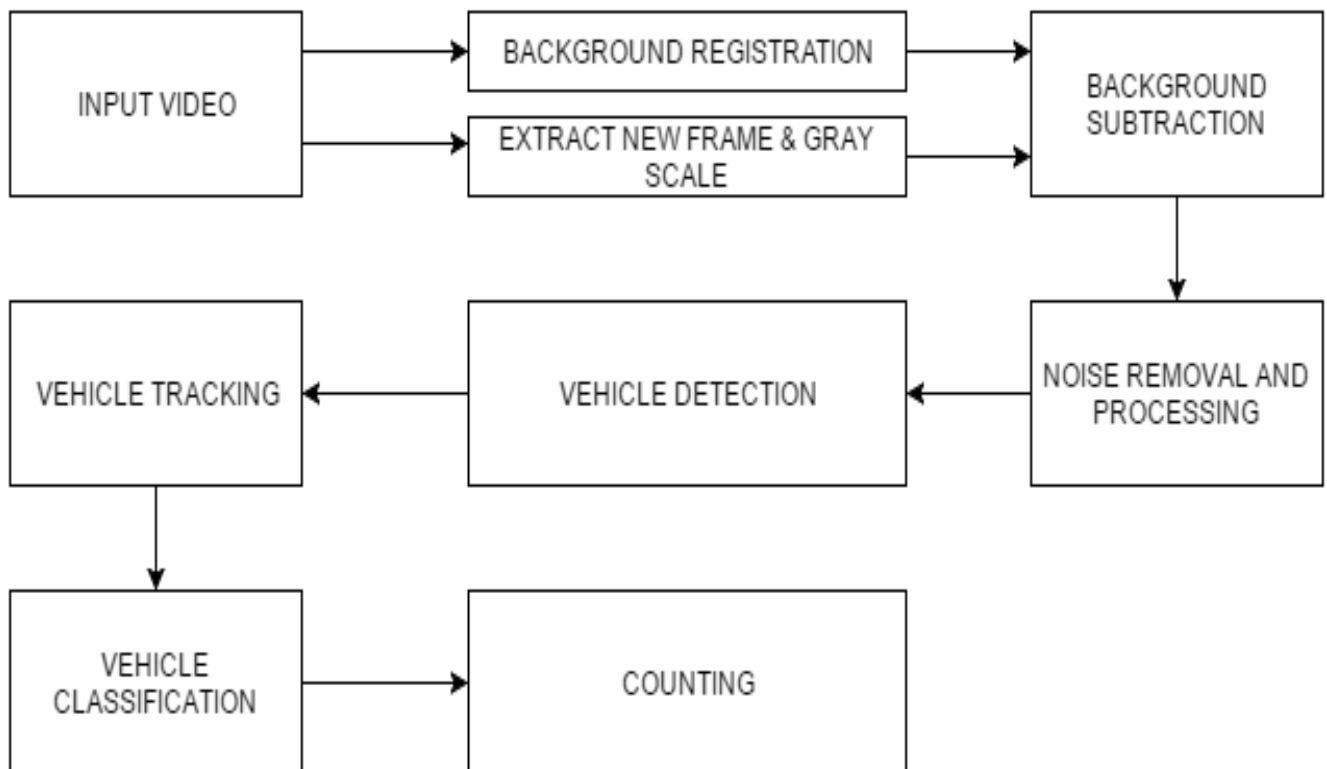 INPUT VIDEO
BACKGROUND REGISTRATION
EXTRACT NEW FRAME & GRAY
SCALE
BACKGROUND
SUBTRACTION
VEHICLE TRACKING
VEHICLE DETECTION
NOISE REMOVAL AND
PROCESSING
VEHICLE
CLASSIFICATION
COUNTING